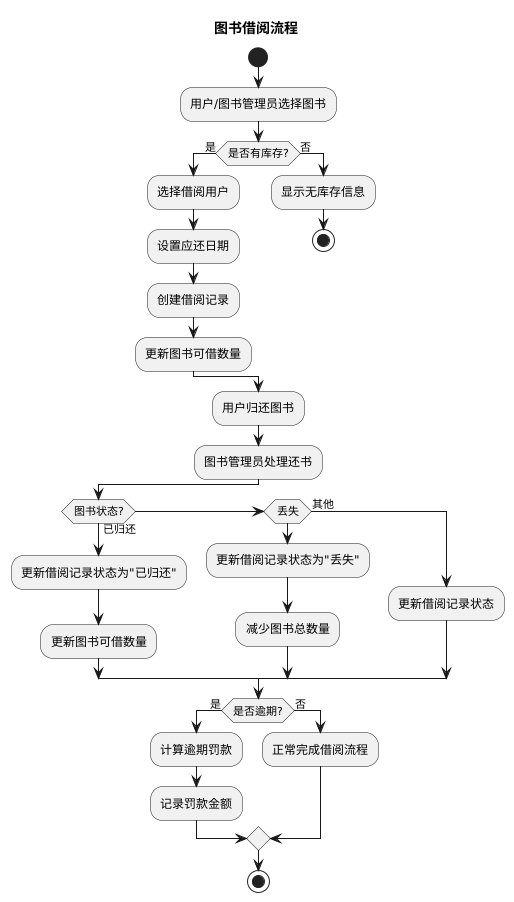 图书借阅流程
用户/图书管理员选择图书
是
是否有库存?
否
选择借阅用户
显示无库存信息
设置应还日期
创建借阅记录
更新图书可借数量
用户归还图书
图书管理员处理还书
图书状态?
已归还
丢失
其他
更新借阅记录状态为"已归还"
更新借阅记录状态为"丢失"
更新借阅记录状态
更新图书可借数量
减少图书总数量
是
是否逾期?
否
计算逾期罚款
正常完成借阅流程
记录罚款金额